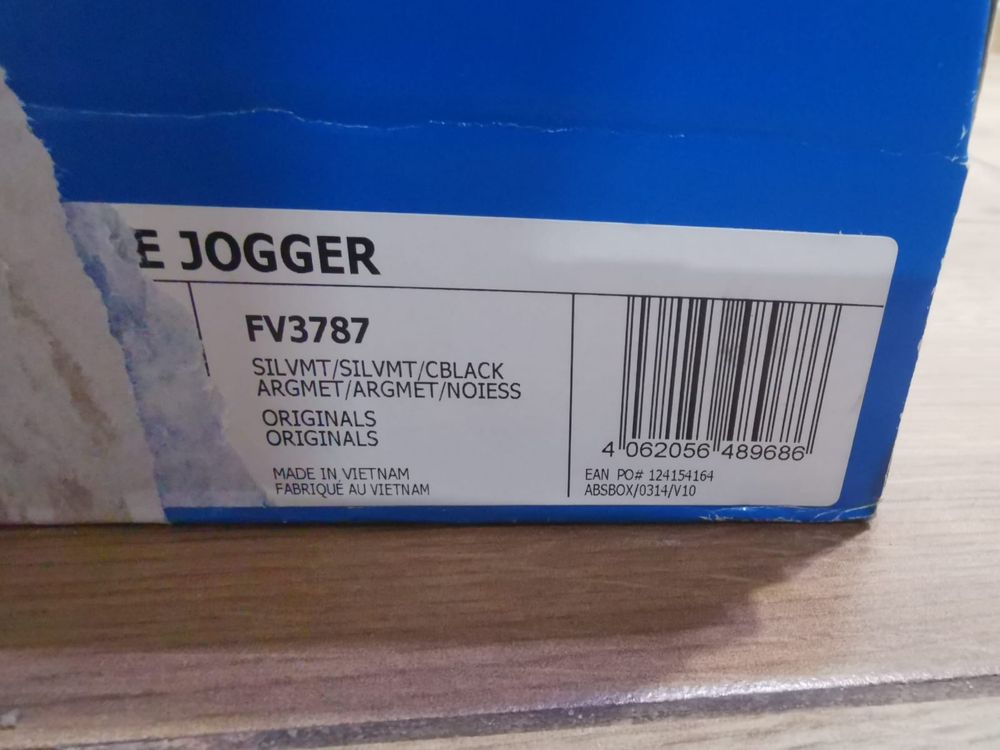 E JOGGER
FV3787
SILVMT/SILVMT/CBLACK
ARGMET/ARGMET/NOIESS
ORIGINALS
ORIGINALS
MADE IN VIETNAM
FABRIQUÉ AU VIETNAM
4 062056 489686
EAN PO# 124154164
ABSBOX/0314/V10